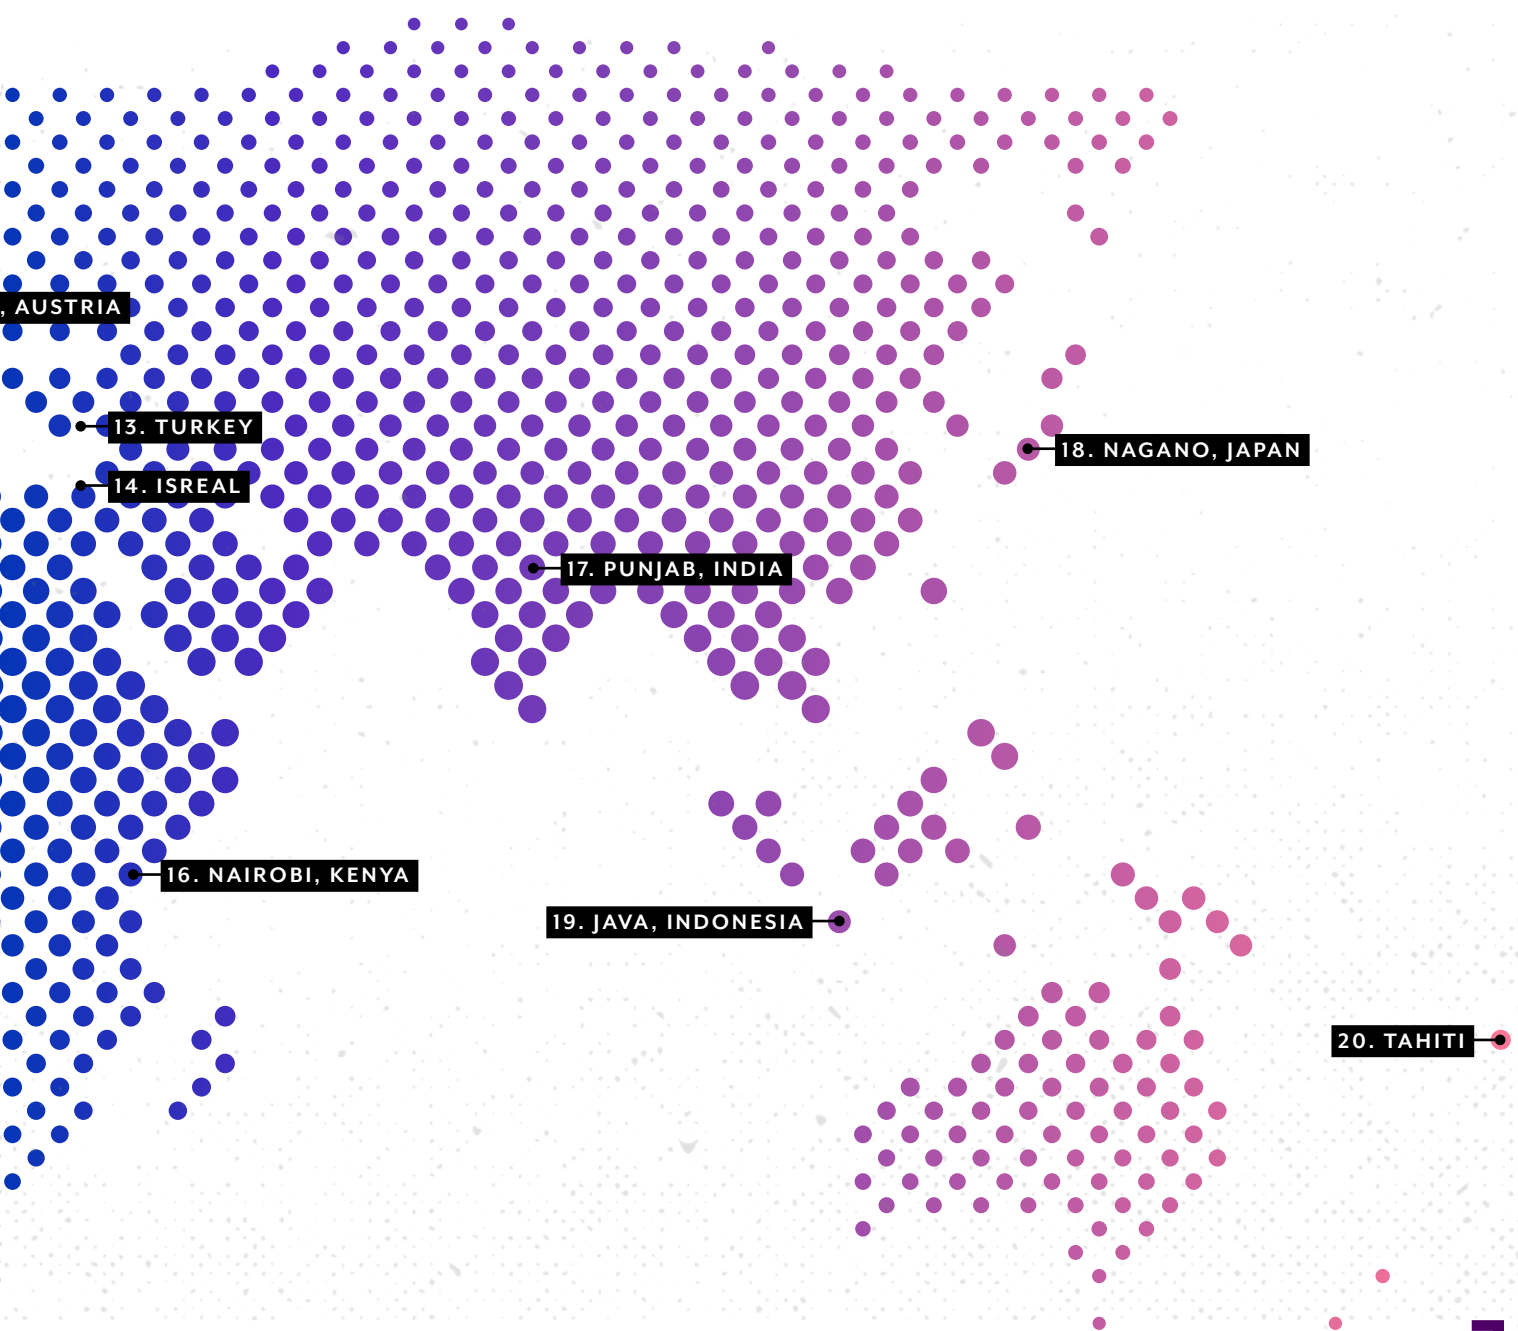 , AUSTRIA
13. TURKEY
18. NAGANO, JAPAN
14. ISREAL
17. PUNJAB, INDIA
16. NAIROBI, KENYA
19. JAVA, INDONESIA
20. TAHITI